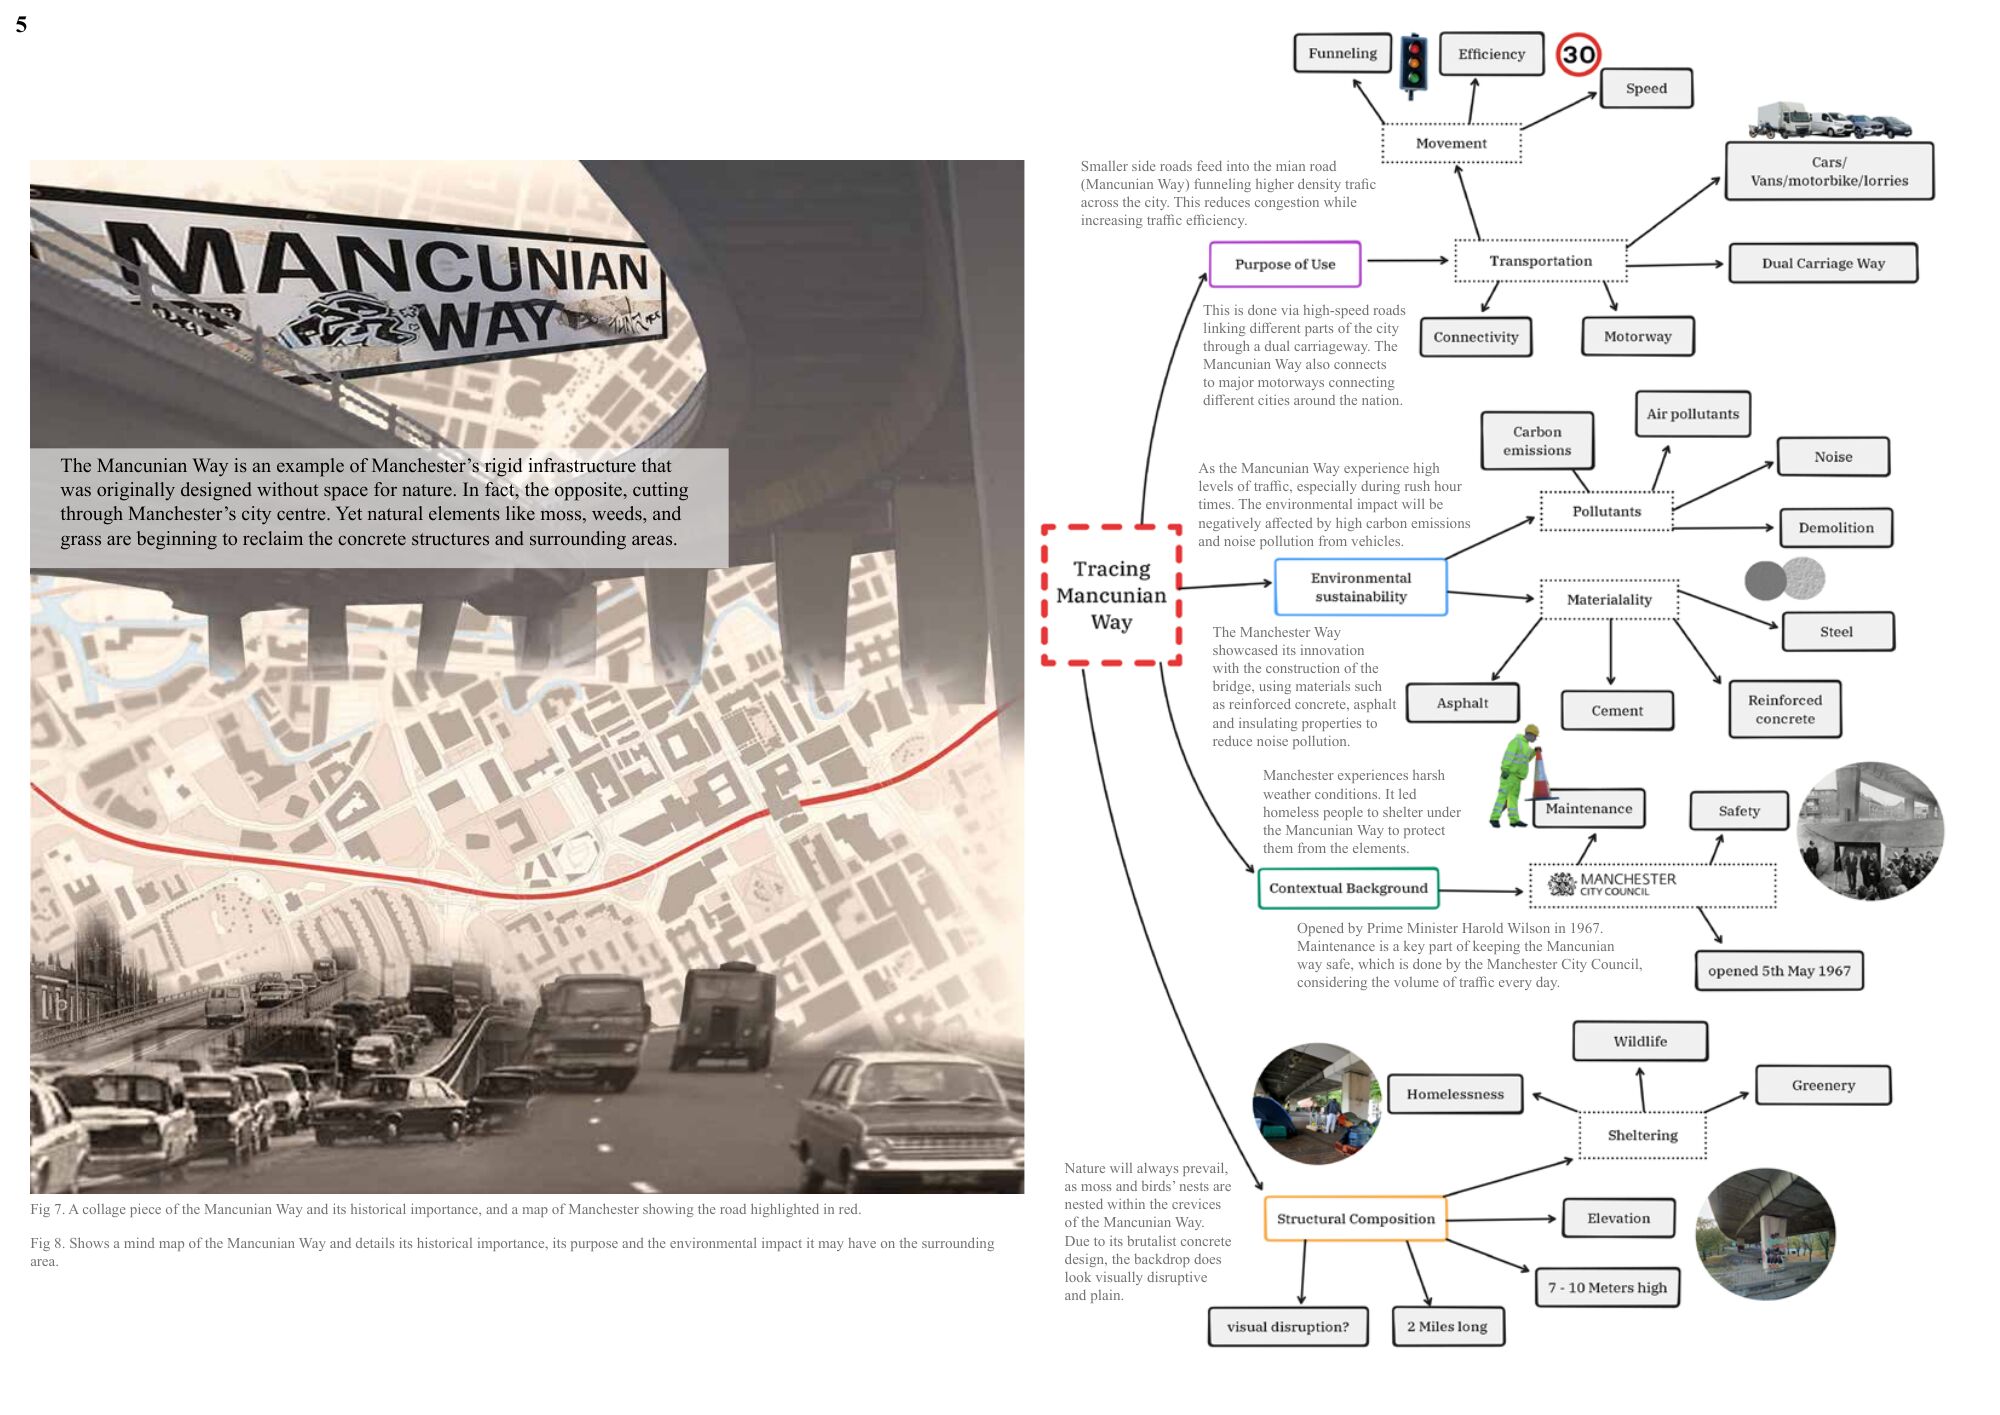 5
MANCUNIAN
WAY
The Mancunian Way is an example of Manchester’s rigid infrastructure that
was originally designed without space for nature. In fact, the opposite, cutting
through Manchester’s city centre. Yet natural elements like moss, weeds, and
grass are beginning to reclaim the concrete structures and surrounding areas.
Fig 7. A collage piece of the Mancunian Way and its historical importance, and a map of Manchester showing the road highlighted in red.
Fig 8. Shows a mind map of the Mancunian Way and details its historical importance, its purpose and the environmental impact it may have on the surrounding
area.
Funneling
Efficiency
30
Speed
Movement
Cars/
Vans/motorbike/lorries
Smaller side roads feed into the mian road
(Mancunian Way) funneling higher density trafic
across the city. This reduces congestion while
increasing traffic efficiency.
Purpose of Use
Transportation
Dual Carriage Way
This is done via high-speed roads
linking different parts of the city
through a dual carriageway. The
Mancunian Way also connects
to major motorways connecting
different cities around the nation.
Connectivity
Motorway
Carbon
emissions
Air pollutants
Noise
Pollutants
Demolition
As the Mancunian Way experience high
levels of traffic, especially during rush hour
times. The environmental impact will be
negatively affected by high carbon emissions
and noise pollution from vehicles.
Tracing
Mancunian
Way
Environmental
sustainability
Materialality
Steel
The Manchester Way
showcased its innovation
with the construction of the
bridge, using materials such
as reinforced concrete, asphalt
and insulating properties to
reduce noise pollution.
Asphalt
Cement
Reinforced
concrete
Manchester experiences harsh
weather conditions. It led
homeless people to shelter under
the Mancunian Way to protect
them from the elements.
Maintenance
Safety
Contextual Background
MANCHESTER
CITY COUNCIL
Opened by Prime Minister Harold Wilson in 1967.
Maintenance is a key part of keeping the Mancunian
way safe, which is done by the Manchester City Council,
considering the volume of traffic every day.
opened 5th May 1967
Wildlife
Homelessness
Greenery
Sheltering
Nature will always prevail,
as moss and birds’ nests are
nested within the crevices
of the Mancunian Way.
Due to its brutalist concrete
design, the backdrop does
look visually disruptive
and plain.
Structural Composition
Elevation
7 - 10 Meters high
visual disruption?
2 Miles long